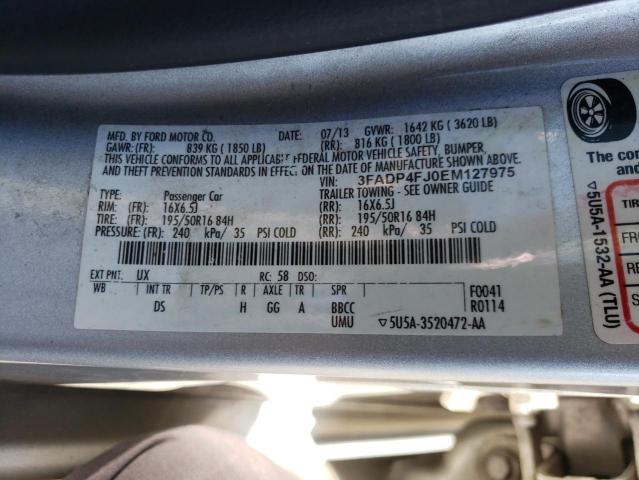 MFD. BY FORD MOTOR CO. DATE: 07/13 GVWR: 1642 KG ( 3620 LB)
GAWR: (FR): 839 KG ( 1850 LB) (RR): 816 KG ( 1800 LB)
THIS VEHICLE CONFORMS TO ALL APPLICABLE FEDERAL MOTOR VEHICLE SAFETY, BUMPER,
AND THEFT PREVENTION STANDARDS IN EFFECT ON THE DATE OF MANUFACTURE SHOWN ABOVE.
VIN: 3FADP4FJ0EM127975
TYPE: Passenger Car TRAILER TOWING - SEE OWNER GUIDE
RIM: (FR): 16X6.5J (RR): 16X6.5J
TIRE: (FR): 195/50R16 84H (RR): 195/50R16 84H
PRESSURE: (FR): 240 kPa/ 35 PSI COLD (RR): 240 kPa/ 35 PSI COLD
EXT PNT: UX RC: 58 DSO:
WB INT TR TP/PS R AXLE TR SPR F0041
DS H GG A BBCC R0114
UMU ▽5U5A-3520472-AA
▽5U5A-1532-AA (TLU)
The com
pants an
TIRE
FRO
RE
S